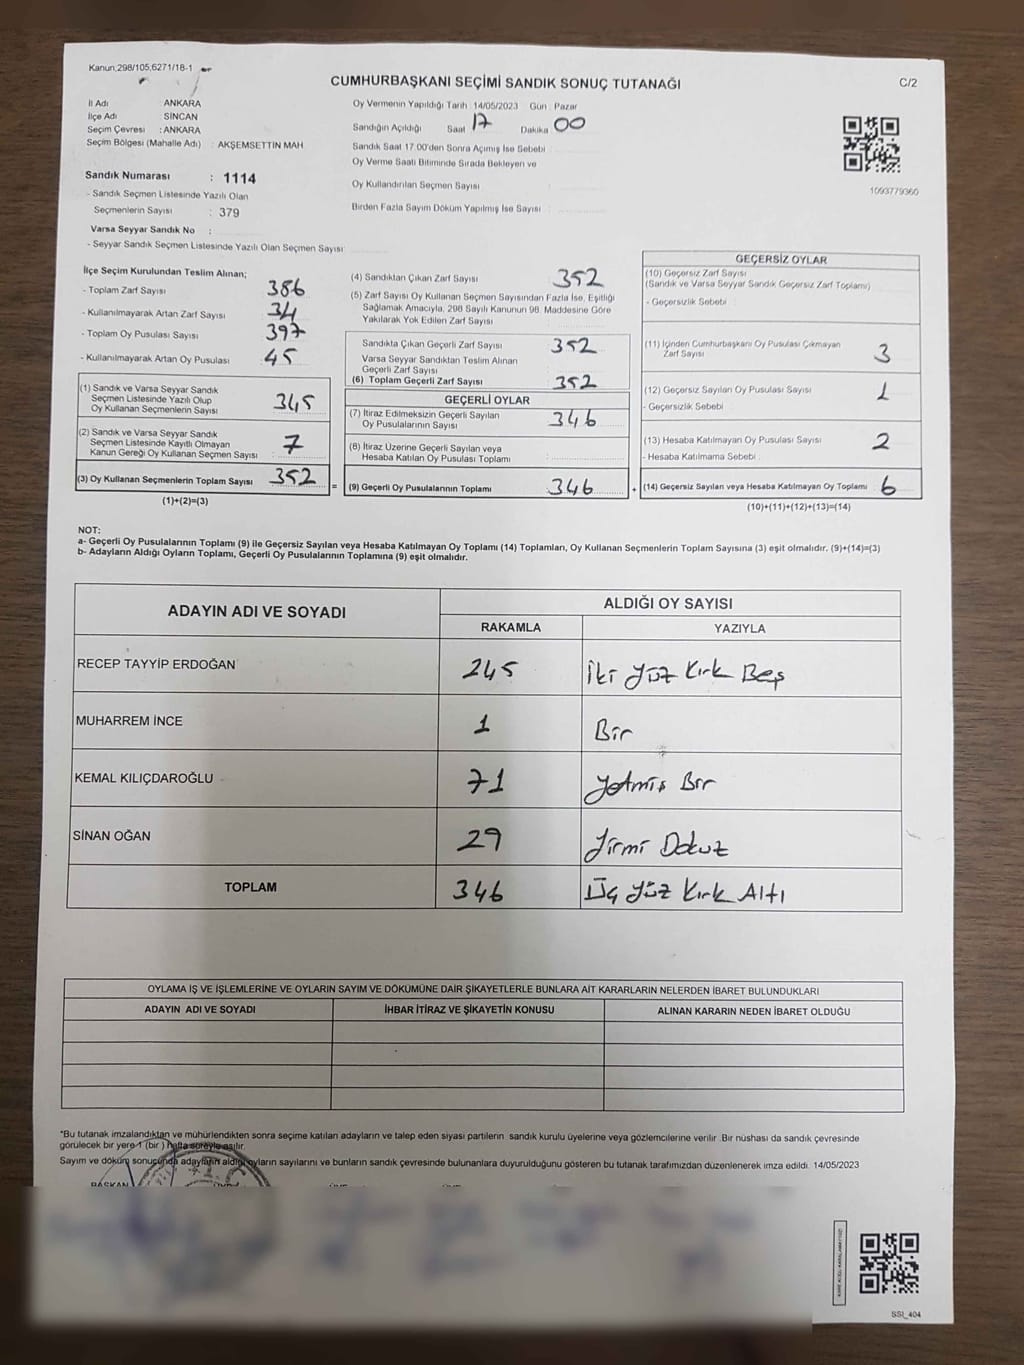 Kanun,298/105,6271/18-1
CUMHURBAŞKANI SEÇİMİ SANDIK SONUÇ TUTANAĞI
C/2
İl Adı ANKARA
İlçe Adı SİNCAN
Seçim Çevresi : ANKARA
Seçim Bölgesi (Mahalle Adı) : AKŞEMSETTİN MAH
Sandık Numarası : 1114
- Sandık Seçmen Listesinde Yazılı Olan
Seçmenlerin Sayısı : 379
Varsa Seyyar Sandık No :
- Seyyar Sandık Seçmen Listesinde Yazılı Olan Seçmen Sayısı:
Oy Vermenin Yapıldığı Tarih : 14/05/2023 Gün : Pazar
Sandığın Açıldığı Saat 17 Dakika 00
Sandık Saat 17.00'den Sonra Açımış İse Sebebi
Oy Verme Saati Bitiminde Sırada Bekleyen ve
Oy Kullandırılan Seçmen Sayısı
Birden Fazla Sayım Döküm Yapılmış İse Sayısı :
1093779360
İlçe Seçim Kurulundan Teslim Alınan;
- Toplam Zarf Sayısı 386
- Kullanılmayarak Artan Zarf Sayısı : 34
- Toplam Oy Pusulası Sayısı : 397
- Kullanılmayarak Artan Oy Pusulası : 45
(1) Sandık ve Varsa Seyyar Sandık
Seçmen Listesinde Yazılı Olup
Oy Kullanan Seçmenlerin Sayısı : 345
(2) Sandık ve Varsa Seyyar Sandık
Seçmen Listesinde Kayıtlı Olmayan
Kanun Gereği Oy Kullanan Seçmen Sayısı : 7
(3) Oy Kullanan Seçmenlerin Toplam Sayısı : 352
(1)+(2)=(3)
(4) Sandıktan Çıkan Zarf Sayısı 352
(5) Zarf Sayısı Oy Kullanan Seçmen Sayısından Fazla İse, Eşitliği
Sağlamak Amacıyla, 298 Sayılı Kanunun 98. Maddesine Göre
Yakılarak Yok Edilen Zarf Sayısı
Sandıkta Çıkan Geçerli Zarf Sayısı 352
Varsa Seyyar Sandıktan Teslim Alınan
Geçerli Zarf Sayısı
(6) Toplam Geçerli Zarf Sayısı 352
GEÇERLİ OYLAR
(7) İtiraz Edilmeksizin Geçerli Sayılan
Oy Pusulalarının Sayısı : 346
(8) İtiraz Üzerine Geçerli Sayılan veya
Hesaba Katılan Oy Pusulası Toplamı :
= (9) Geçerli Oy Pusulalarının Toplamı 346
GEÇERSİZ OYLAR
(10) Geçersiz Zarf Sayısı
(Sandık ve Varsa Seyyar Sandık Geçersiz Zarf Toplamı)
- Geçersizlik Sebebi
(11) İçinden Cumhurbaşkanı Oy Pusulası Çıkmayan
Zarf Sayısı 3
(12) Geçersiz Sayılan Oy Pusulası Sayısı 1
- Geçersizlik Sebebi
(13) Hesaba Katılmayan Oy Pusulası Sayısı 2
- Hesaba Katılmama Sebebi :
+ (14) Geçersiz Sayılan veya Hesaba Katılmayan Oy Toplamı 6
(10)+(11)+(12)+(13)=(14)
NOT:
a- Geçerli Oy Pusulalarının Toplamı (9) ile Geçersiz Sayılan veya Hesaba Katılmayan Oy Toplamı (14) Toplamları, Oy Kullanan Seçmenlerin Toplam Sayısına (3) eşit olmalıdır. (9)+(14)=(3)
b- Adayların Aldığı Oyların Toplamı, Geçerli Oy Pusulalarının Toplamına (9) eşit olmalıdır.
ADAYIN ADI VE SOYADI
ALDIĞI OY SAYISI
RAKAMLA YAZIYLA
RECEP TAYYİP ERDOĞAN 245 İki yüz Kırk Beş
MUHARREM İNCE 1 Bir
KEMAL KILIÇDAROĞLU 71 yetmiş Bir
SİNAN OĞAN 29 yirmi Dokuz
TOPLAM 346 Üç yüz Kırk Altı
OYLAMA İŞ VE İŞLEMLERİNE VE OYLARIN SAYIM VE DÖKÜMÜNE DAİR ŞİKAYETLERLE BUNLARA AİT KARARLARIN NELERDEN İBARET BULUNDUKLARI
ADAYIN ADI VE SOYADI İHBAR İTİRAZ VE ŞİKAYETİN KONUSU ALINAN KARARIN NEDEN İBARET OLDUĞU
*Bu tutanak imzalandıktan ve mühürlendikten sonra seçime katılan adayların ve talep eden siyasi partilerin sandık kurulu üyelerine veya gözlemcilerine verilir. Bir nüshası da sandık çevresinde
görülecek bir yere 1 (bir ) hafta süreyle asılır.
Sayım ve döküm sonucunda adayların aldığı oyların sayılarını ve bunların sandık çevresinde bulunanlara duyurulduğunu gösteren bu tutanak tarafımızdan düzenlenerek imza edildi. 14/05/2023
BAŞKAN
SSI_404